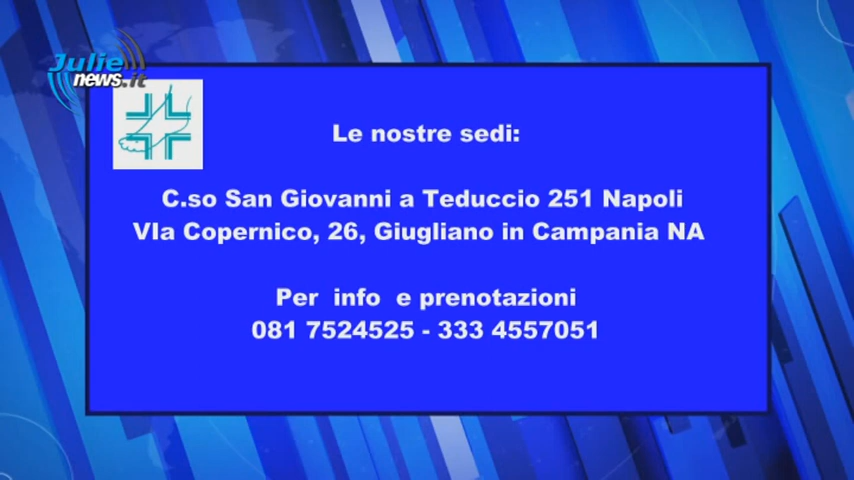 Julie
news.it
Le nostre sedi:
C.so San Giovanni a Teduccio 251 Napoli
VIa Copernico, 26, Giugliano in Campania NA
Per info e prenotazioni
081 7524525 - 333 4557051